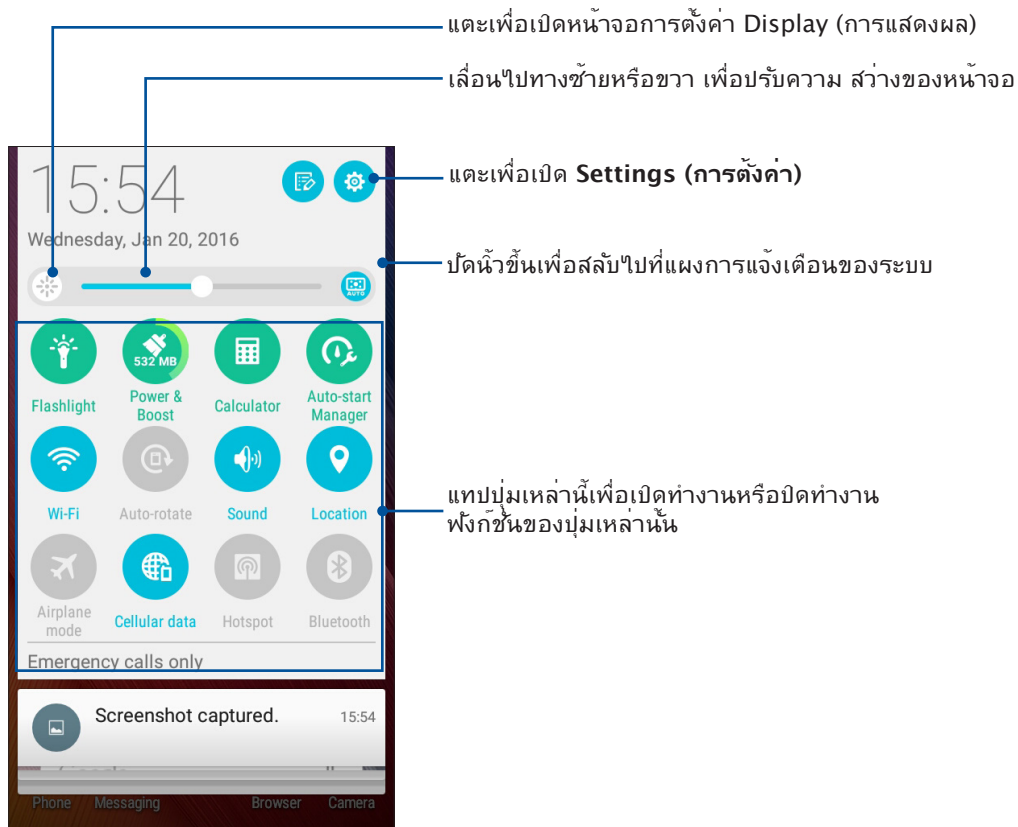 แตะเพื่อเปิดหน้าจอการตั้งค่า Display (การแสดงผล)
เลื่อนไปทางซ้ายหรือขวา เพื่อปรับความ สว่างของหน้าจอ
แตะเพื่อเปิด Settings (การตั้งค่า)
ปัดนิ้วขึ้นเพื่อสลับไปที่แผงการแจ้งเตือนของระบบ
แทปปุ่มเหล่านี้เพื่อเปิดทำงานหรือปิดทำงาน
ฟังก์ชั่นของปุ่มเหล่านั้น
15:54
Wednesday, Jan 20, 2016
AUTO
532 MB
Flashlight
Power &
Boost
Calculator
Auto-start
Manager
Wi-Fi
Auto-rotate
Sound
Location
Airplane
mode
Cellular data
Hotspot
Bluetooth
Emergency calls only
Screenshot captured.
15:54
Phone
Messaging
Browser
Camera